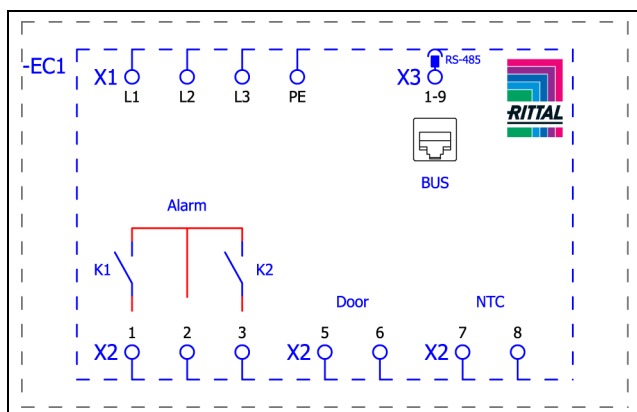 -EC1
X1
L1 L2 L3 PE
X3
RS-485
1-9
RITTAL
BUS
Alarm
K1 K2
Door NTC
X2 1 2 3
X2 5 6
X2 7 8